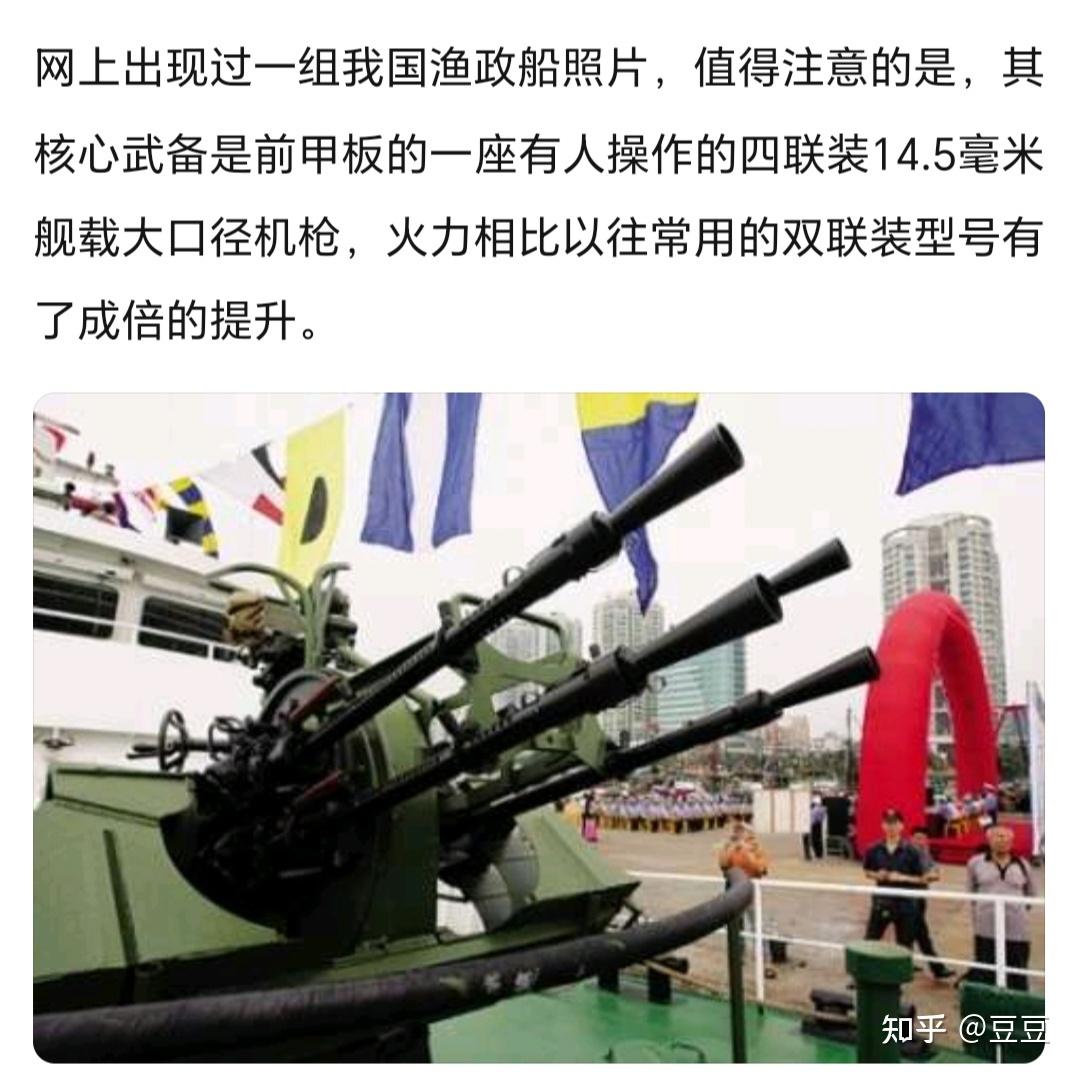 网上出现过一组我国渔政船照片，值得注意的是，其
核心武备是前甲板的一座有人操作的四联装14.5毫米
舰载大口径机枪，火力相比以往常用的双联装型号有
了成倍的提升。
知乎 @豆豆